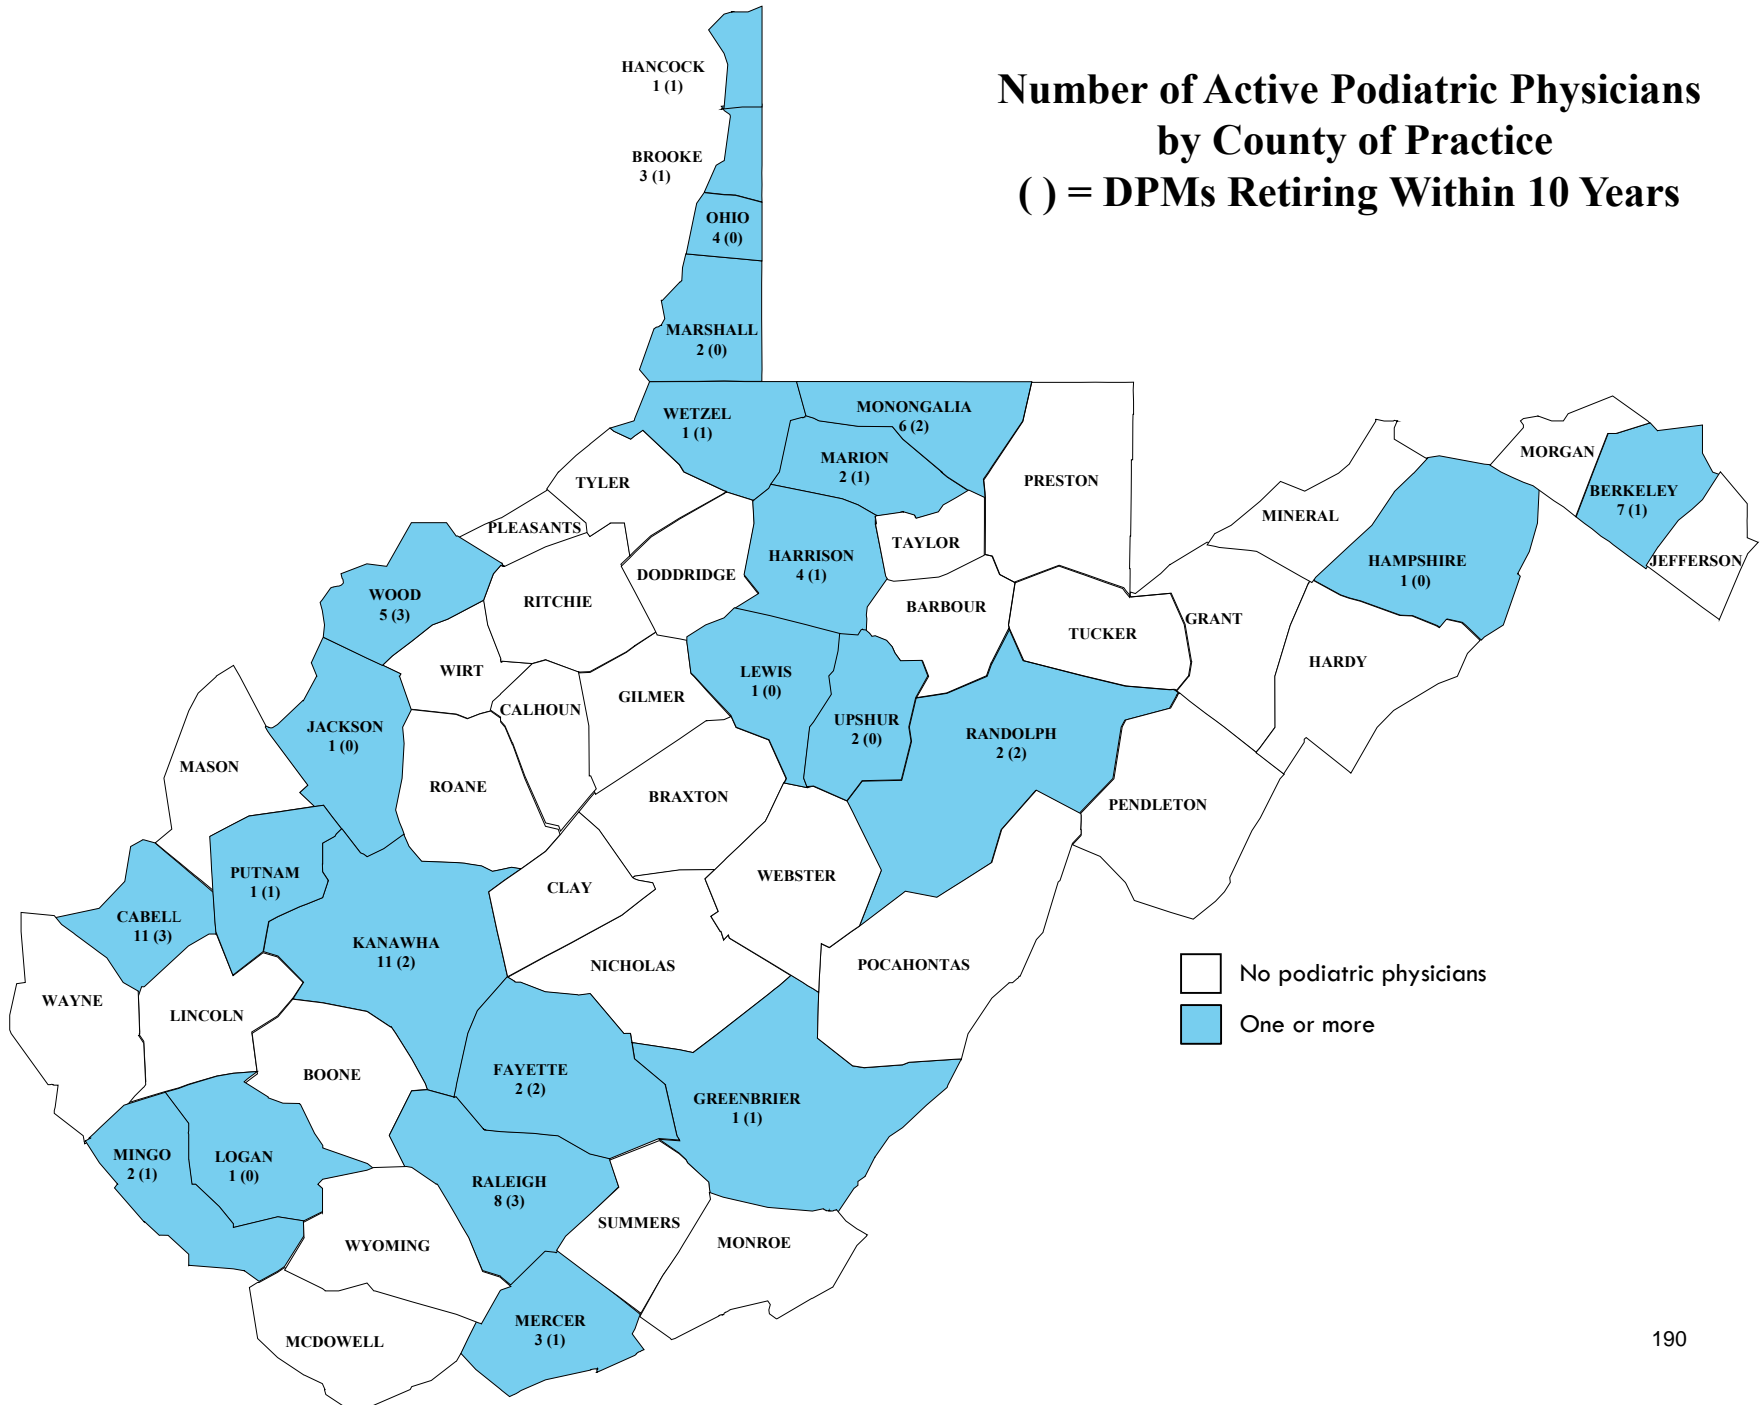 Number of Active Podiatric Physicians
by County of Practice
( ) = DPMs Retiring Within 10 Years
HANCOCK
1 (1)
BROOKE
3 (1)
OHIO
4 (0)
MARSHALL
2 (0)
WETZEL
1 (1)
MONONGALIA
6 (2)
MARION
2 (1)
PRESTON
TYLER
PLEASANTS
MORGAN
BERKELEY
7 (1)
JEFFERSON
MINERAL
HAMPSHIRE
1 (0)
HARRISON
4 (1)
TAYLOR
DODDRIDGE
WOOD
5 (3)
RITCHIE
BARBOUR
TUCKER
GRANT
HARDY
WIRT
LEWIS
1 (0)
GILMER
CALHOUN
UPSHUR
2 (0)
RANDOLPH
2 (2)
JACKSON
1 (0)
MASON
ROANE
BRAXTON
PENDLETON
PUTNAM
1 (1)
CLAY
WEBSTER
CABELL
11 (3)
KANAWHA
11 (2)
NICHOLAS
POCAHONTAS
WAYNE
LINCOLN
No podiatric physicians
One or more
BOONE
FAYETTE
2 (2)
GREENBRIER
1 (1)
MINGO
2 (1)
LOGAN
1 (0)
RALEIGH
8 (3)
SUMMERS
MONROE
WYOMING
MERCER
3 (1)
MCDOWELL
190